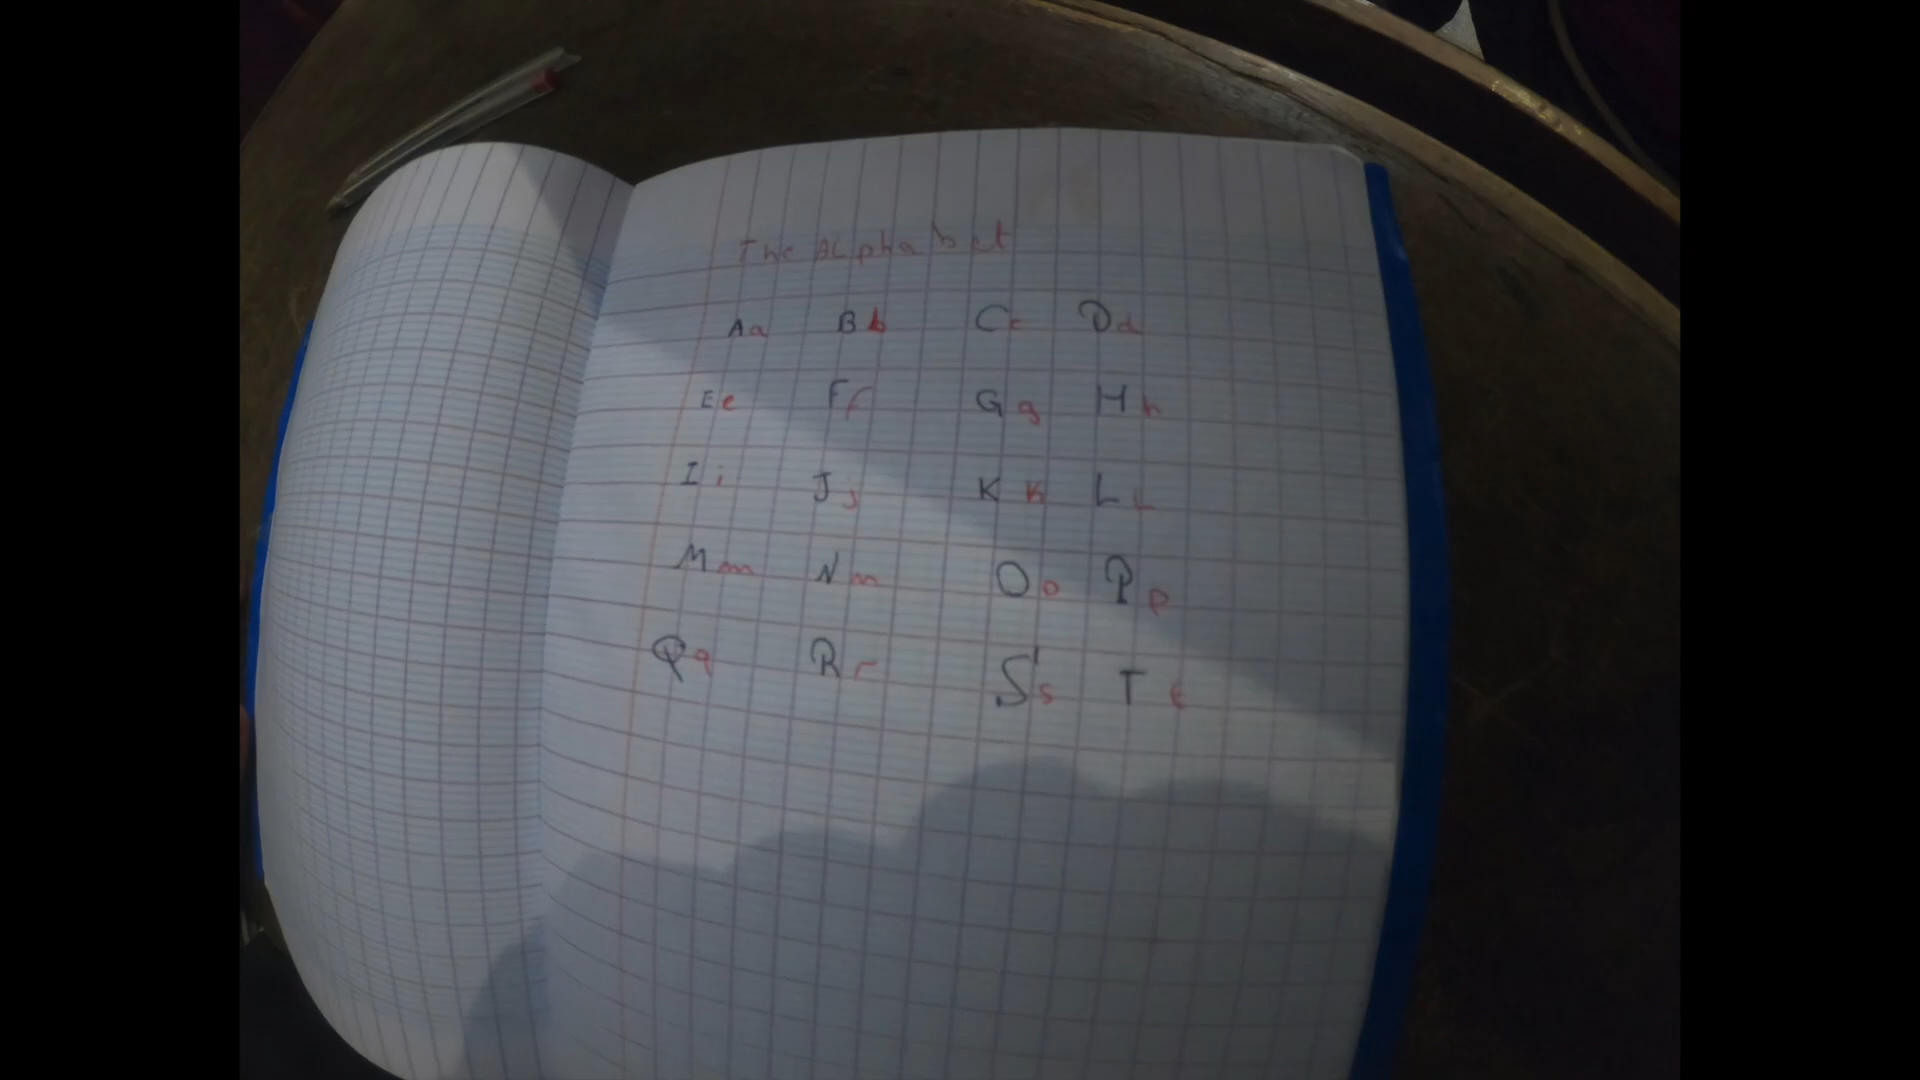 The ALphabet
Aa Bb Cc Dd
Ee Ff Gg Hh
Ii Jj Kk LL
Mm Nn Oo Pp
Qq Rr Ss Tt